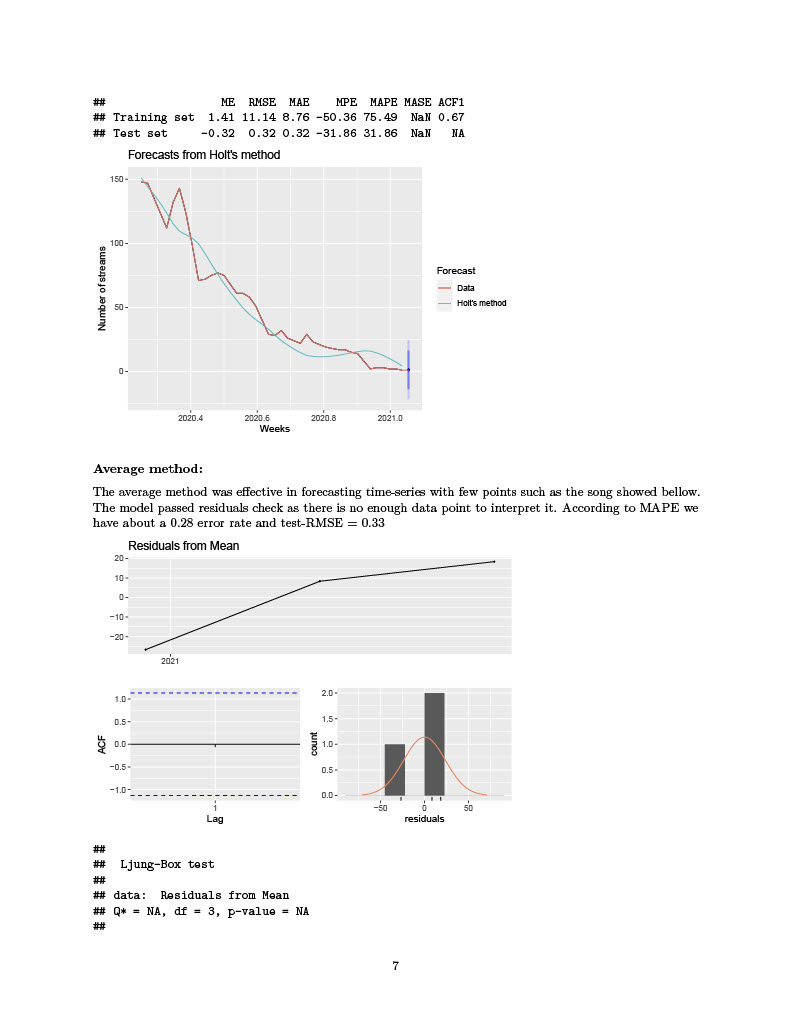 ##                   ME  RMSE  MAE    MPE  MAPE MASE ACF1
## Training set  1.41 11.14 8.76 -50.36 75.49  NaN 0.67
## Test set     -0.32  0.32 0.32 -31.86 31.86  NaN   NA
Forecasts from Holt's method
150
100
50
0
Number of streams
2020.4 2020.6 2020.8 2021.0
Weeks
Forecast
Data
Holt's method
Average method:
The average method was effective in forecasting time-series with few points such as the song showed bellow.
The model passed residuals check as there is no enough data point to interpret it. According to MAPE we
have about a 0.28 error rate and test-RMSE = 0.33
Residuals from Mean
20
10
0
−10
−20
2021
1.0
0.5
0.0
−0.5
−1.0
ACF
1
Lag
2.0
1.5
1.0
0.5
0.0
count
−50 0 50
residuals
##
##  Ljung-Box test
##
## data:  Residuals from Mean
## Q* = NA, df = 3, p-value = NA
##
7